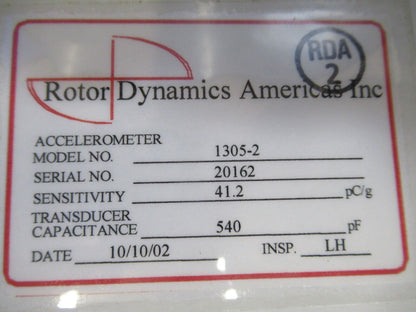 RDA
2
Rotor Dynamics Americas Inc
ACCELEROMETER
MODEL NO. 1305-2
SERIAL NO. 20162
SENSITIVITY 41.2 pC/g
TRANSDUCER
CAPACITANCE 540 pF
DATE 10/10/02 INSP. LH